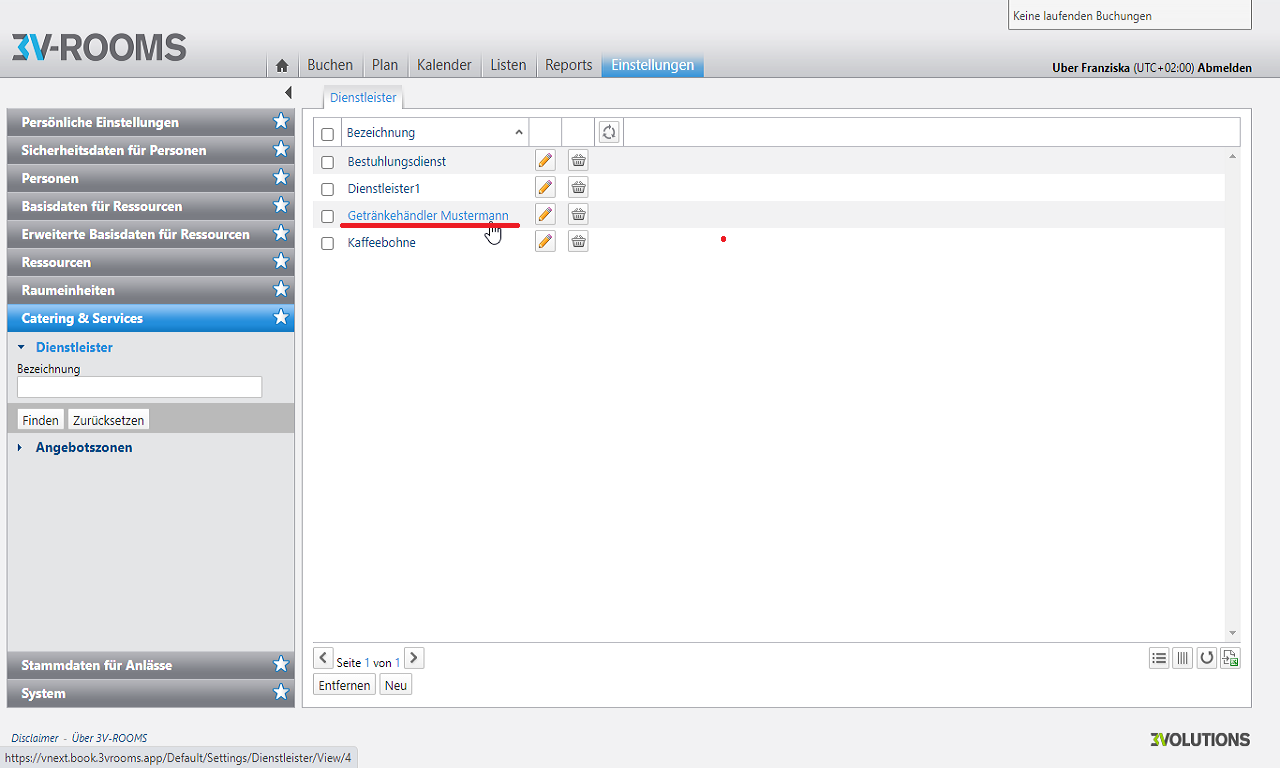 Keine laufenden Buchungen
3V-ROOMS
Buchen Plan Kalender Listen Reports Einstellungen
Uber Franziska (UTC+02:00) Abmelden
Persönliche Einstellungen
Sicherheitsdaten für Personen
Personen
Basisdaten für Ressourcen
Erweiterte Basisdaten für Ressourcen
Ressourcen
Raumeinheiten
Catering & Services
Dienstleister
Bezeichnung
Finden Zurücksetzen
Angebotszonen
Stammdaten für Anlässe
System
Dienstleister
Bezeichnung
Bestuhlungsdienst
Dienstleister1
Getränkehändler Mustermann
Kaffeebohne
Seite 1 von 1
Entfernen Neu
Disclaimer - Über 3V-ROOMS
3VOLUTIONS
https://vnext.book.3vrooms.app/Default/Settings/Dienstleister/View/4